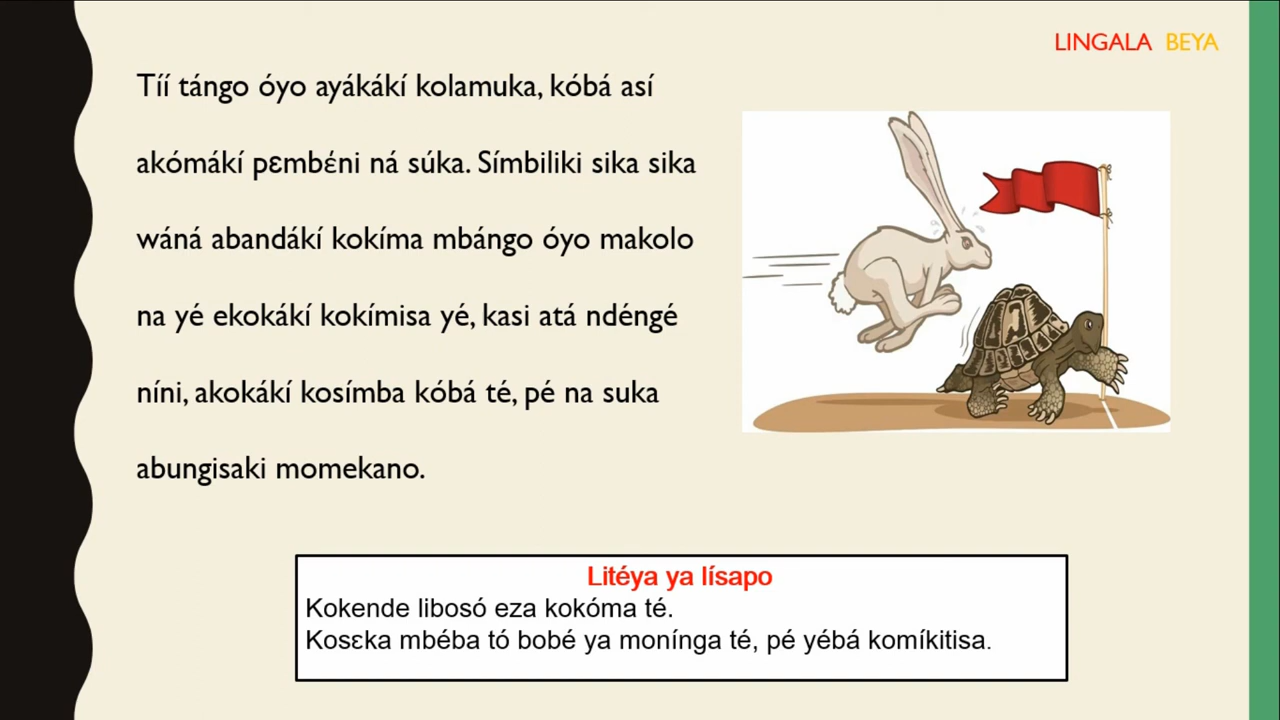 LINGALA BEYA
Tíí tángo óyo ayákákí kolamuka, kóbá así
akómákí pɛmbέni ná súka. Símbiliki sika sika
wáná abandákí kokíma mbángo óyo makolo
na yé ekokákí kokímisa yé, kasi atá ndéngé
níni, akokákí kosímba kóbá té, pé na suka
abungisaki momekano.
Litéya ya lísapo
Kokende libosó eza kokóma té.
Kosɛka mbéba tó bobé ya monínga té, pé yébá komíkitisa.